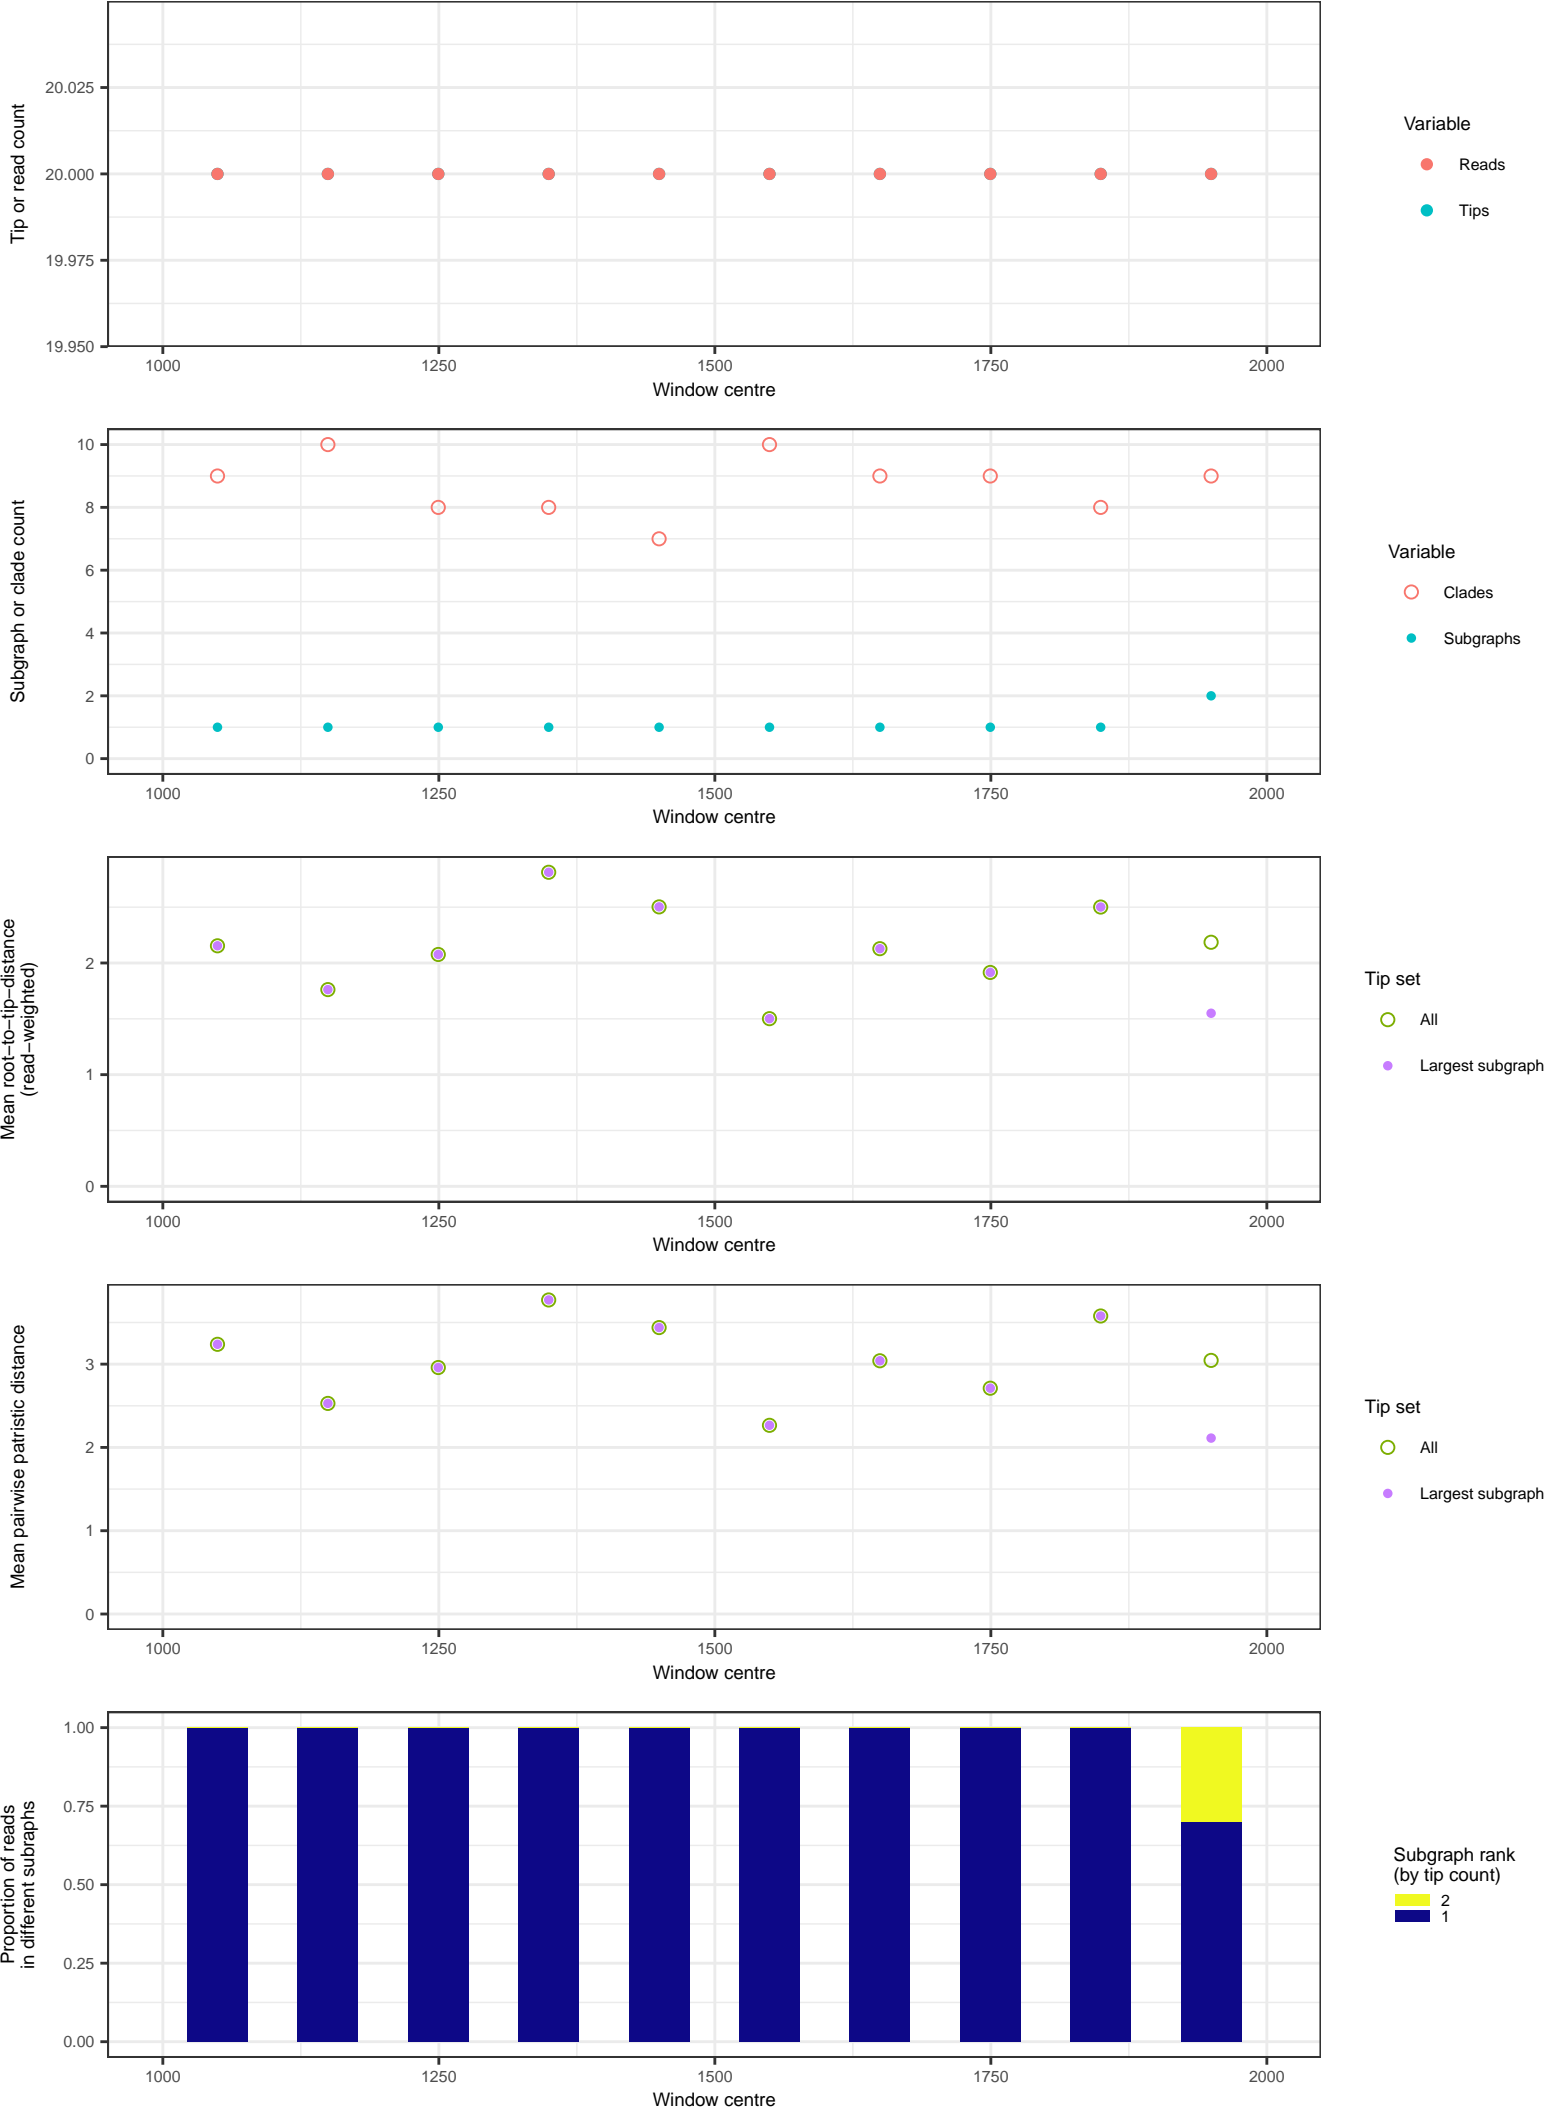 Tip or read count
20.025
20.000
19.975
19.950
1000 1250 1500 1750 2000
Window centre
Variable
Reads
Tips
Subgraph or clade count
10
8
6
4
2
0
1000 1250 1500 1750 2000
Window centre
Variable
Clades
Subgraphs
Mean root−to−tip−distance
(read−weighted)
2
1
0
1000 1250 1500 1750 2000
Window centre
Tip set
All
Largest subgraph
Mean pairwise patristic distance
3
2
1
0
1000 1250 1500 1750 2000
Window centre
Tip set
All
Largest subgraph
Proportion of reads
in different subraphs
1.00
0.75
0.50
0.25
0.00
1000 1250 1500 1750 2000
Window centre
Subgraph rank
(by tip count)
2
1